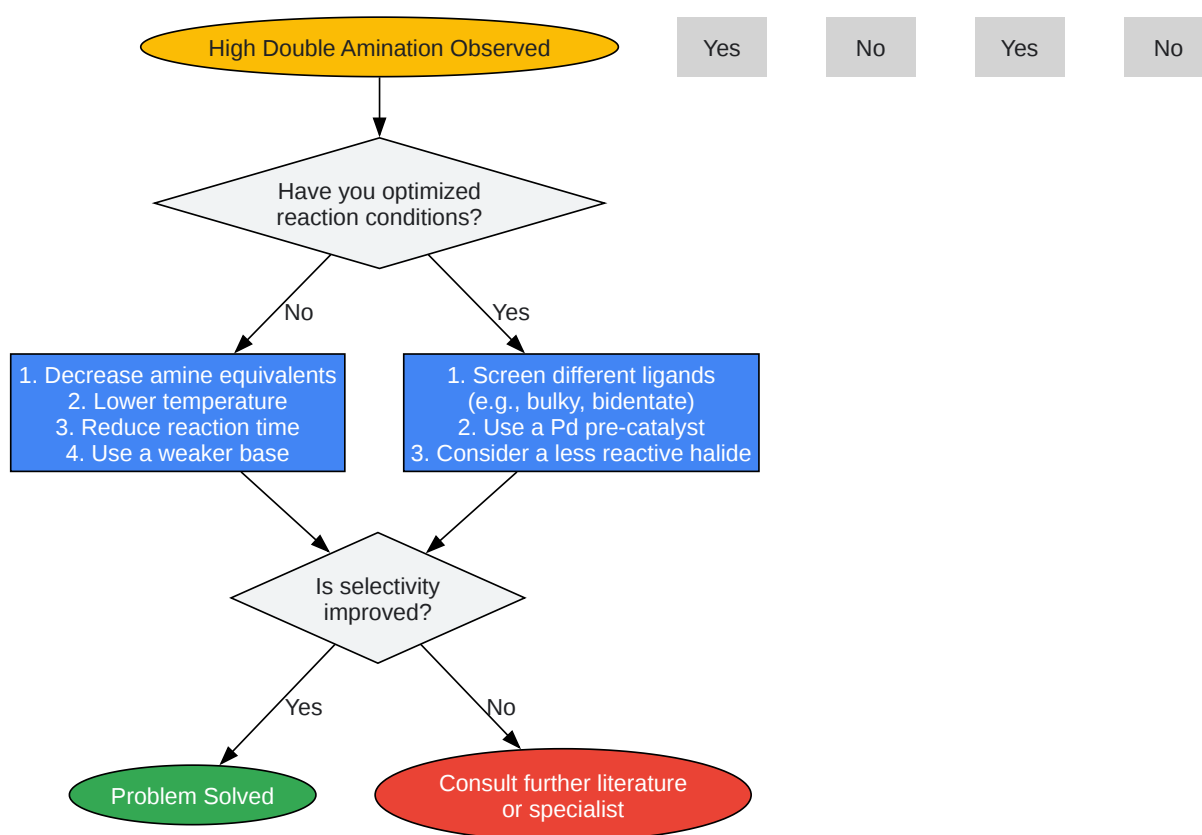 High Double Amination Observed
Yes
No
Yes
No
Have you optimized
reaction conditions?
No
Yes
1. Decrease amine equivalents
2. Lower temperature
3. Reduce reaction time
4. Use a weaker base
1. Screen different ligands
(e.g., bulky, bidentate)
2. Use a Pd pre-catalyst
3. Consider a less reactive halide
Is selectivity
improved?
Yes
No
Problem Solved
Consult further literature
or specialist